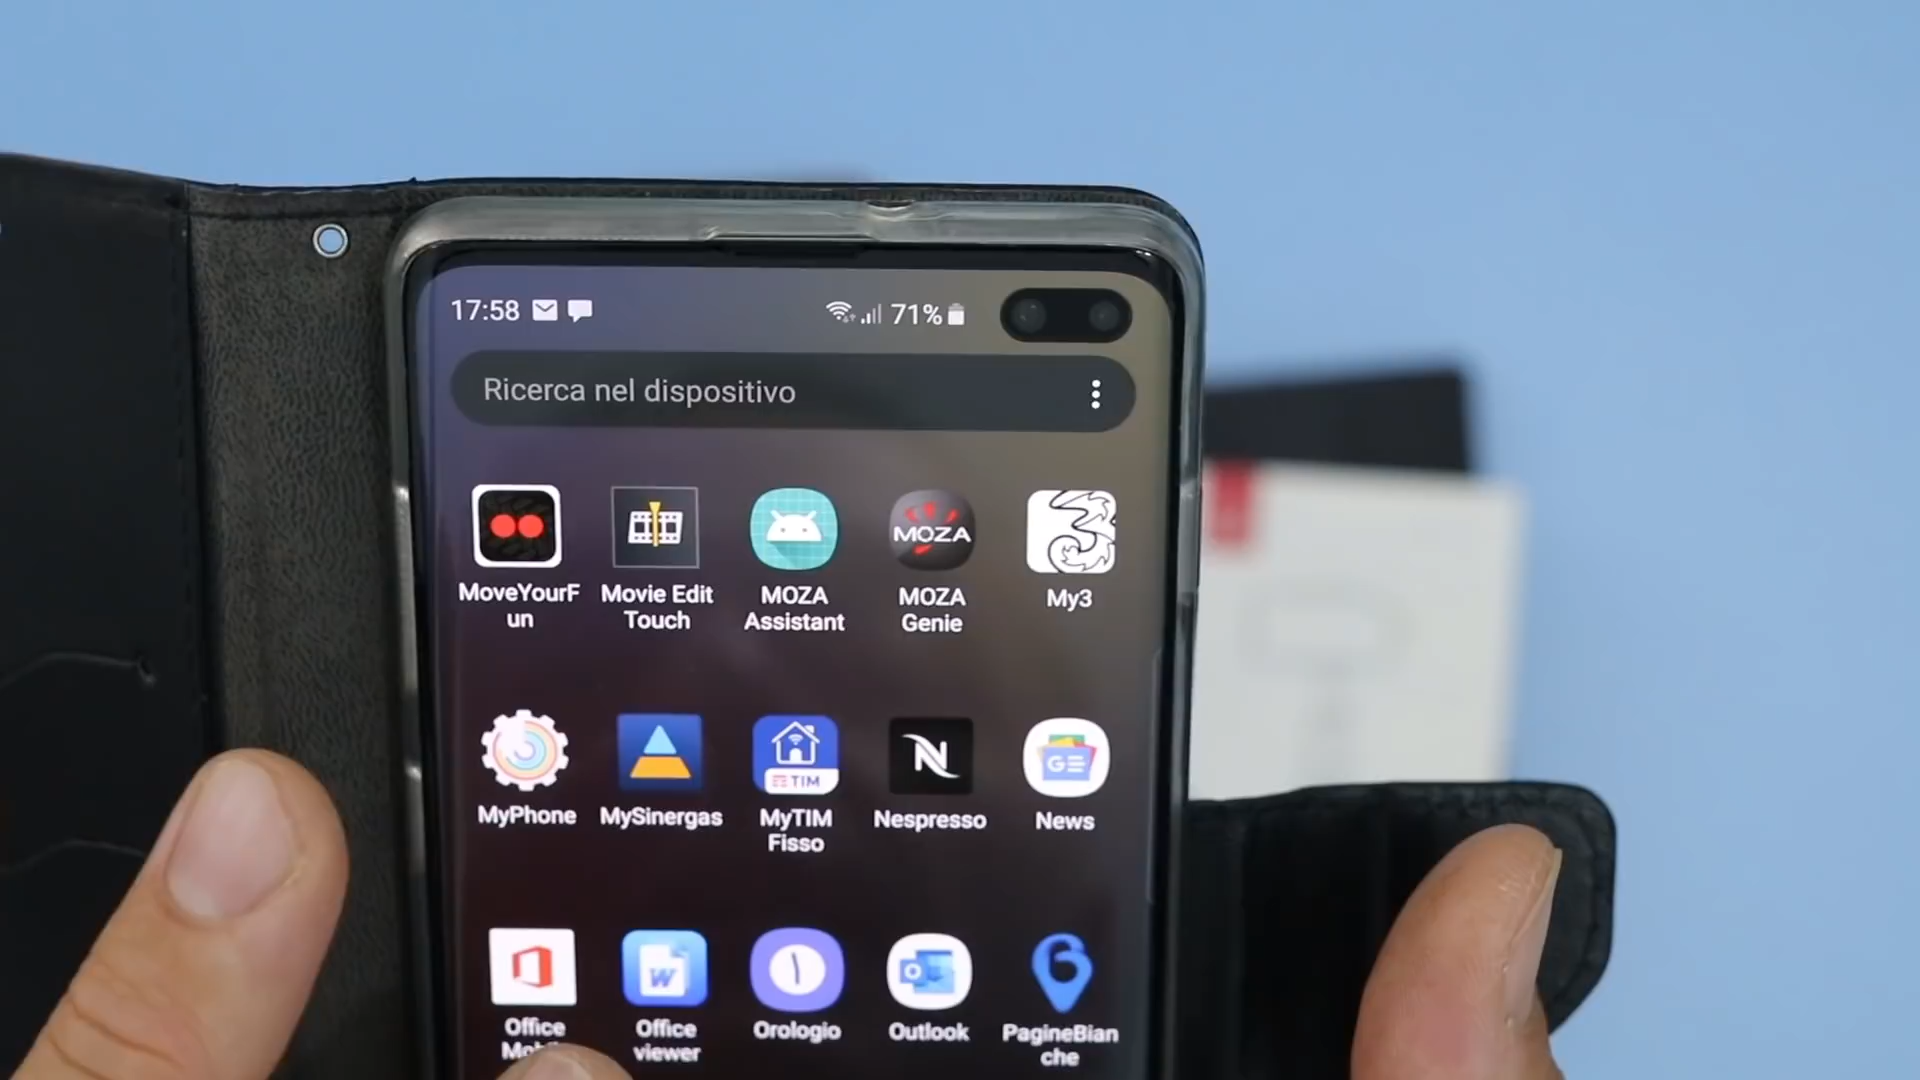 17:58 71%
Ricerca nel dispositivo
MOZA
MoveYourF
un
Movie Edit
Touch
MOZA
Assistant
MOZA
Genie
My3
TIM
N
GE
MyPhone
MySinergas
MyTIM
Fisso
Nespresso
News
W
O
Office
Office
viewer
Orologio
Outlook
PagineBian
che